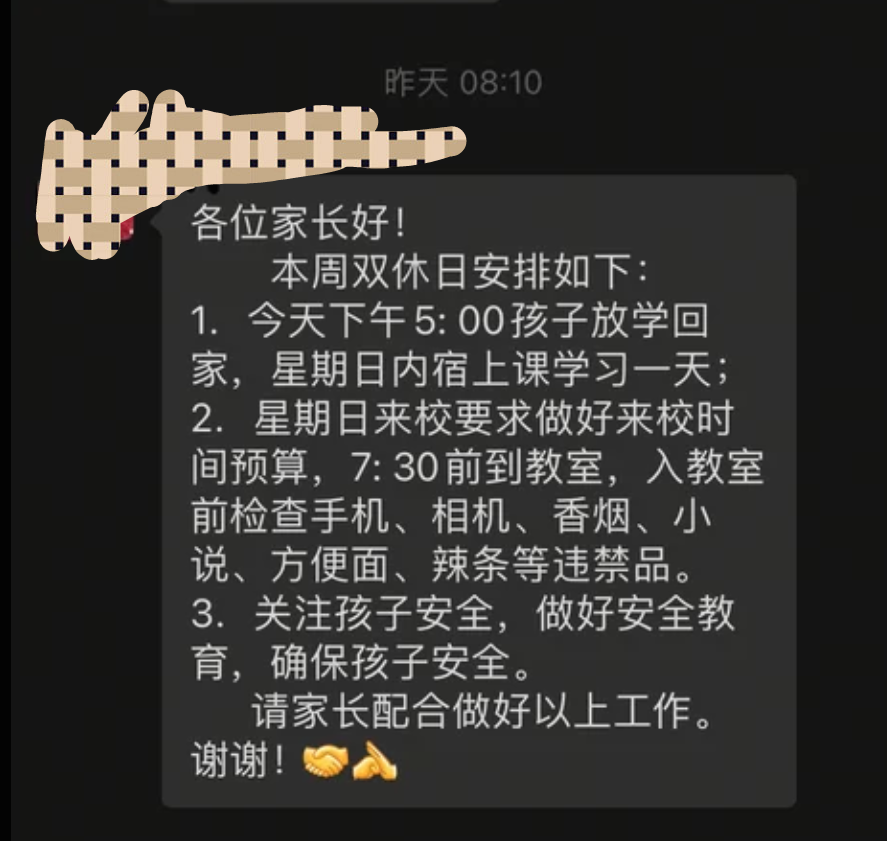 昨天 08:10
各位家长好！
本周双休日安排如下：
1. 今天下午5: 00孩子放学回
家，星期日内宿上课学习一天；
2. 星期日来校要求做好来校时
间预算，7: 30前到教室，入教室
前检查手机、相机、香烟、小
说、方便面、辣条等违禁品。
3. 关注孩子安全，做好安全教
育，确保孩子安全。
请家长配合做好以上工作。
谢谢！🤝🙏